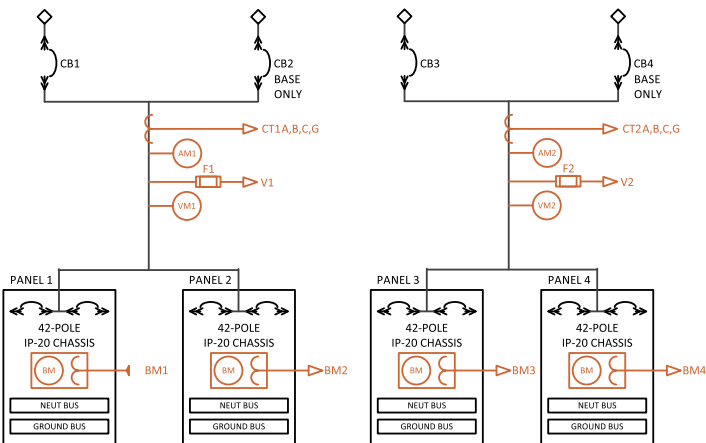 CB1
CB2
BASE
ONLY
CB3
CB4
BASE
ONLY
CT1A,B,C,G
CT2A,B,C,G
AM1
AM2
F1
F2
V1
V2
VM1
VM2
PANEL 1
PANEL 2
PANEL 3
PANEL 4
42-POLE
IP-20 CHASSIS
42-POLE
IP-20 CHASSIS
42-POLE
IP-20 CHASSIS
42-POLE
IP-20 CHASSIS
BM
BM1
BM
BM2
BM
BM3
BM
BM4
NEUT BUS
NEUT BUS
NEUT BUS
NEUT BUS
GROUND BUS
GROUND BUS
GROUND BUS
GROUND BUS